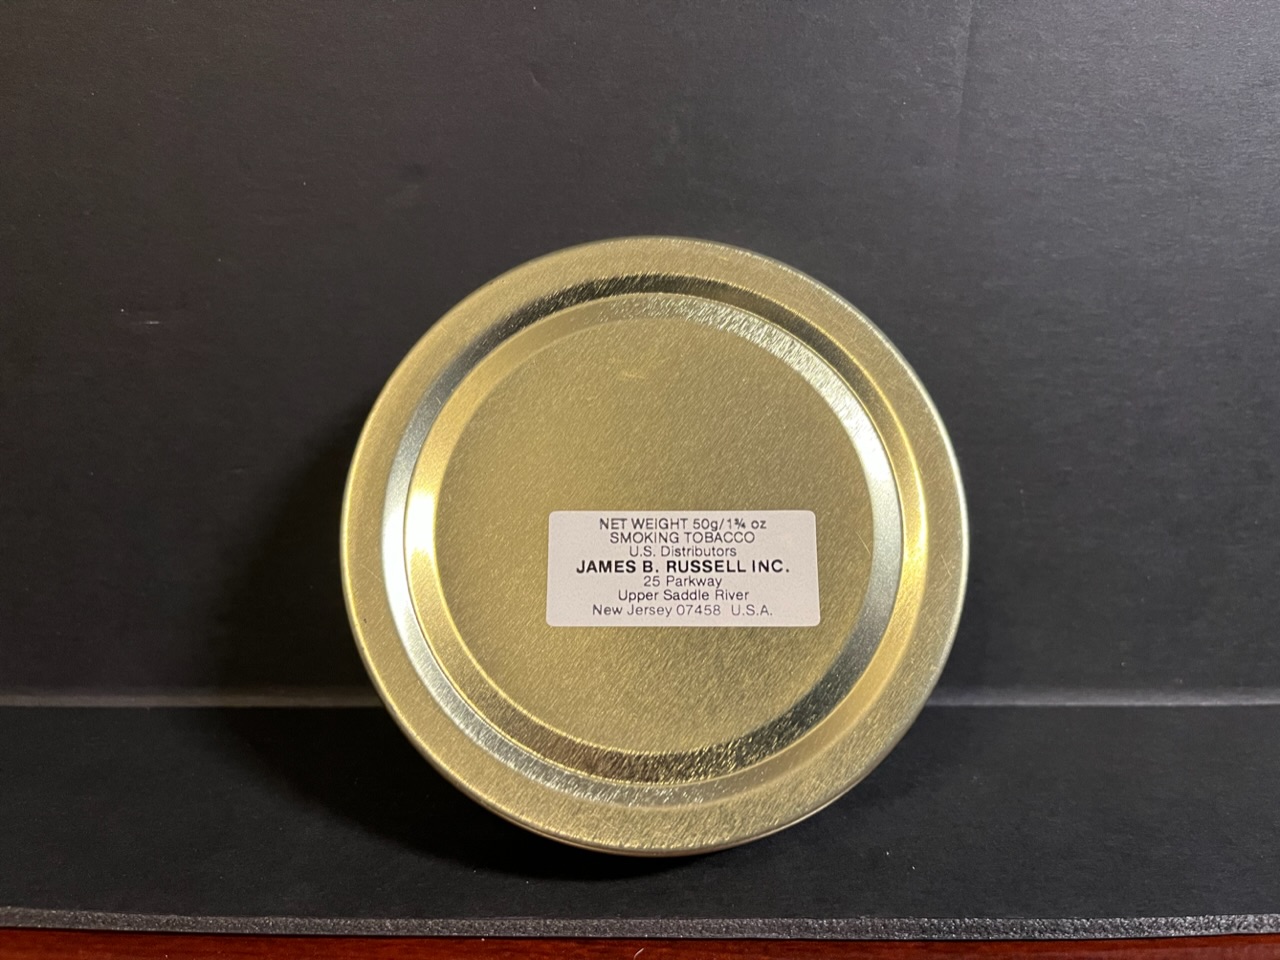 NET WEIGHT 50g/1¾ oz
SMOKING TOBACCO
U.S. Distributors
JAMES B. RUSSELL INC.
25 Parkway
Upper Saddle River
New Jersey 07458 U.S.A.